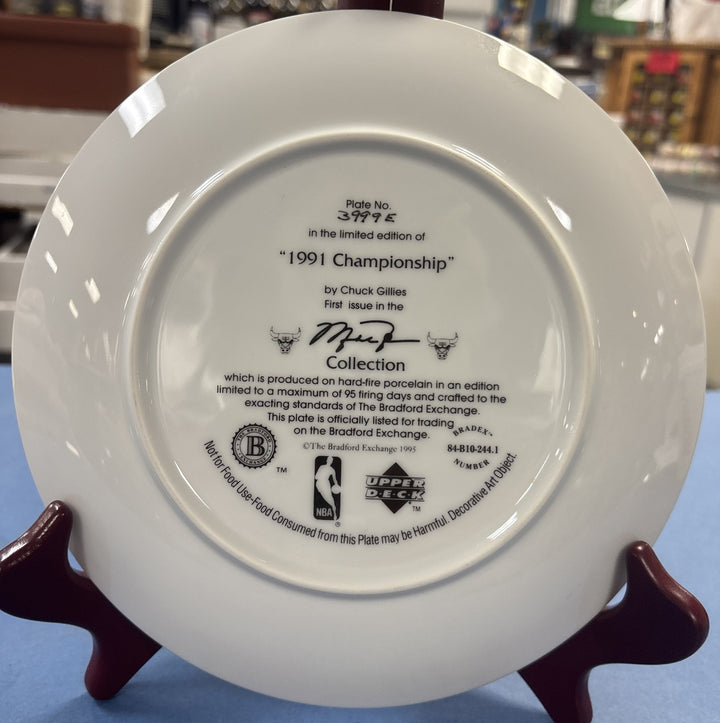 Plate No.
3999E
in the limited edition of
"1991 Championship"
by Chuck Gillies
First issue in the
Collection
which is produced on hard-fire porcelain in an edition
limited to a maximum of 95 firing days and crafted to the
exacting standards of The Bradford Exchange.
This plate is officially listed for trading
on the Bradford Exchange.
©The Bradford Exchange 1995
BRADEX™
84-B10-244.1
NUMBER
B
™
NBA
®
UPPER
DECK
™
Not for Food Use-Food Consumed from this Plate may be Harmful. Decorative Art Object.